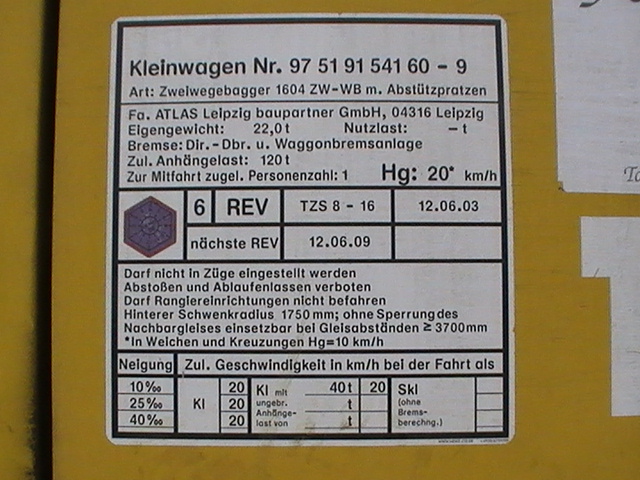 Kleinwagen Nr. 97 51 91 541 60 - 9
Art: Zweiwegebagger 1604 ZW-WB m. Abstützpratzen
Fa. ATLAS Leipzig baupartner GmbH, 04316 Leipzig
Eigengewicht: 22,0 t Nutzlast: - t
Bremse: Dir.- Dbr. u. Waggonbremsanlage
Zul. Anhängelast: 120 t
Zur Mitfahrt zugel. Personenzahl: 1 Hg: 20* km/h
6 REV TZS 8 - 16 12.06.03
nächste REV 12.06.09
Darf nicht in Züge eingestellt werden
Abstoßen und Ablaufenlassen verboten
Darf Rangiereinrichtungen nicht befahren
Hinterer Schwenkradius 1750 mm; ohne Sperrung des
Nachbargleises einsetzbar bei Gleisabständen ≥ 3700mm
*In Weichen und Kreuzungen Hg=10 km/h
Neigung Zul. Geschwindigkeit in km/h bei der Fahrt als
10‰ Kl 20 Kl mit 40t 20 Skl
25‰ 20 ungebr. t (ohne
40‰ 20 Anhänge- t Brems-
last von berechng.)